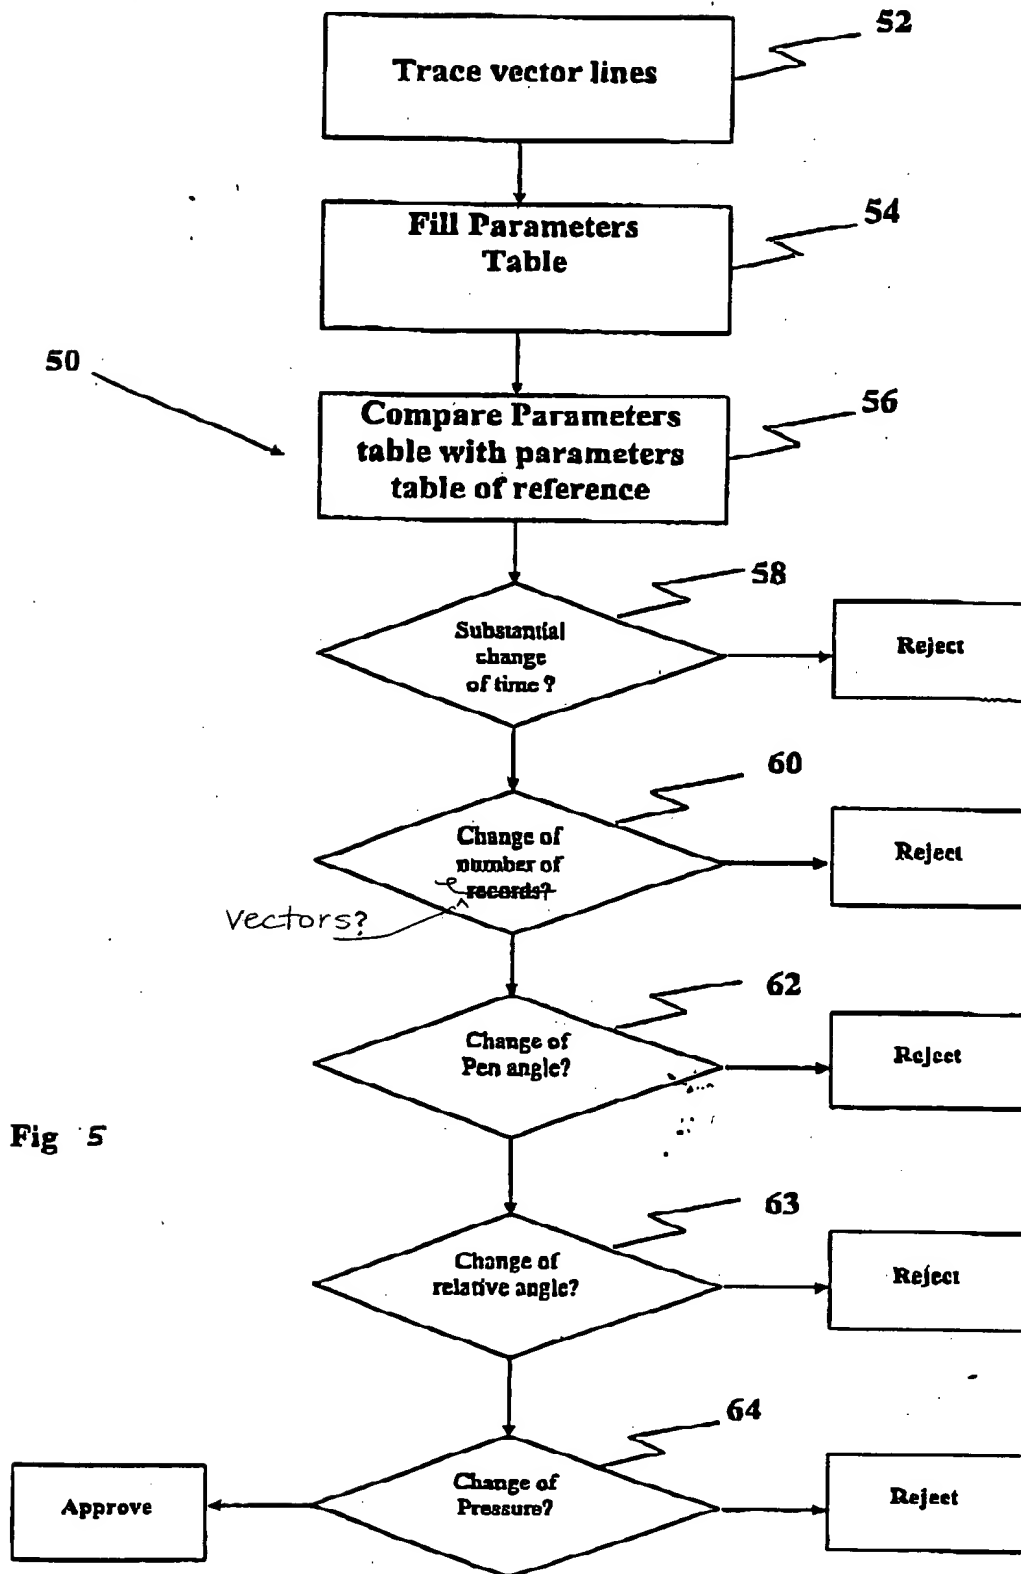 52
Trace vector lines
54
Fill Parameters
Table
50
56
Compare Parameters
table with parameters
table of reference
58
Substantial
change
of time?
Reject
60
Change of
number of
records?
vectors?
Reject
62
Change of
Pen angle?
Reject
Fig 5
63
Change of
relative angle?
Reject
64
Change of
Pressure?
Approve
Reject